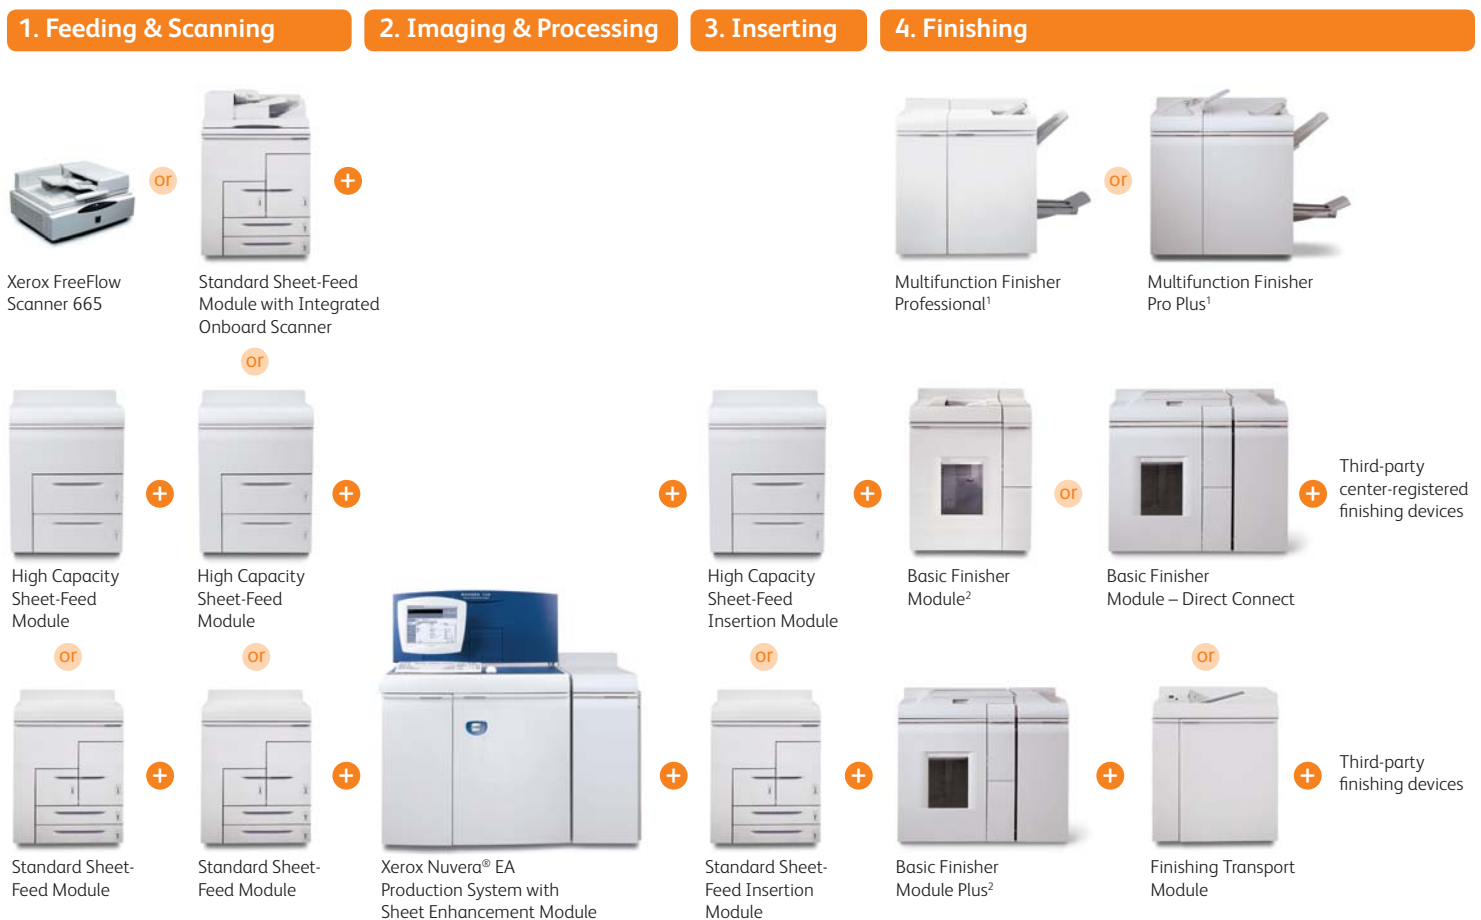 1. Feeding & Scanning
2. Imaging & Processing
3. Inserting
4. Finishing
or
+
or
Xerox FreeFlow
Scanner 665
Standard Sheet-Feed
Module with Integrated
Onboard Scanner
Multifunction Finisher
Professional¹
Multifunction Finisher
Pro Plus¹
or
+
+
+
+
or
+
Third-party
center-registered
finishing devices
High Capacity
Sheet-Feed
Module
High Capacity
Sheet-Feed
Module
High Capacity
Sheet-Feed
Insertion Module
Basic Finisher
Module²
Basic Finisher
Module – Direct Connect
or
or
or
or
+
+
+
+
+
+
Third-party
finishing devices
Standard Sheet-
Feed Module
Standard Sheet-
Feed Module
Xerox Nuvera® EA
Production System with
Sheet Enhancement Module
Standard Sheet-
Feed Insertion
Module
Basic Finisher
Module Plus²
Finishing Transport
Module